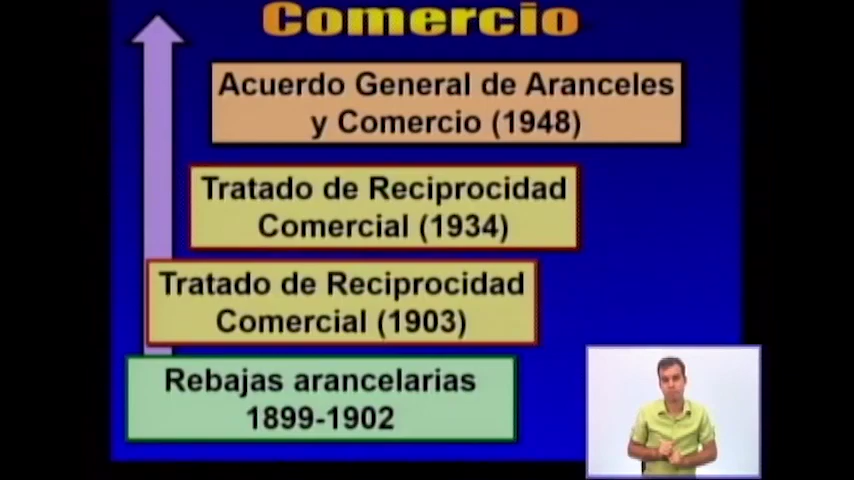 Comercio
Acuerdo General de Aranceles
y Comercio (1948)
Tratado de Reciprocidad
Comercial (1934)
Tratado de Reciprocidad
Comercial (1903)
Rebajas arancelarias
1899-1902